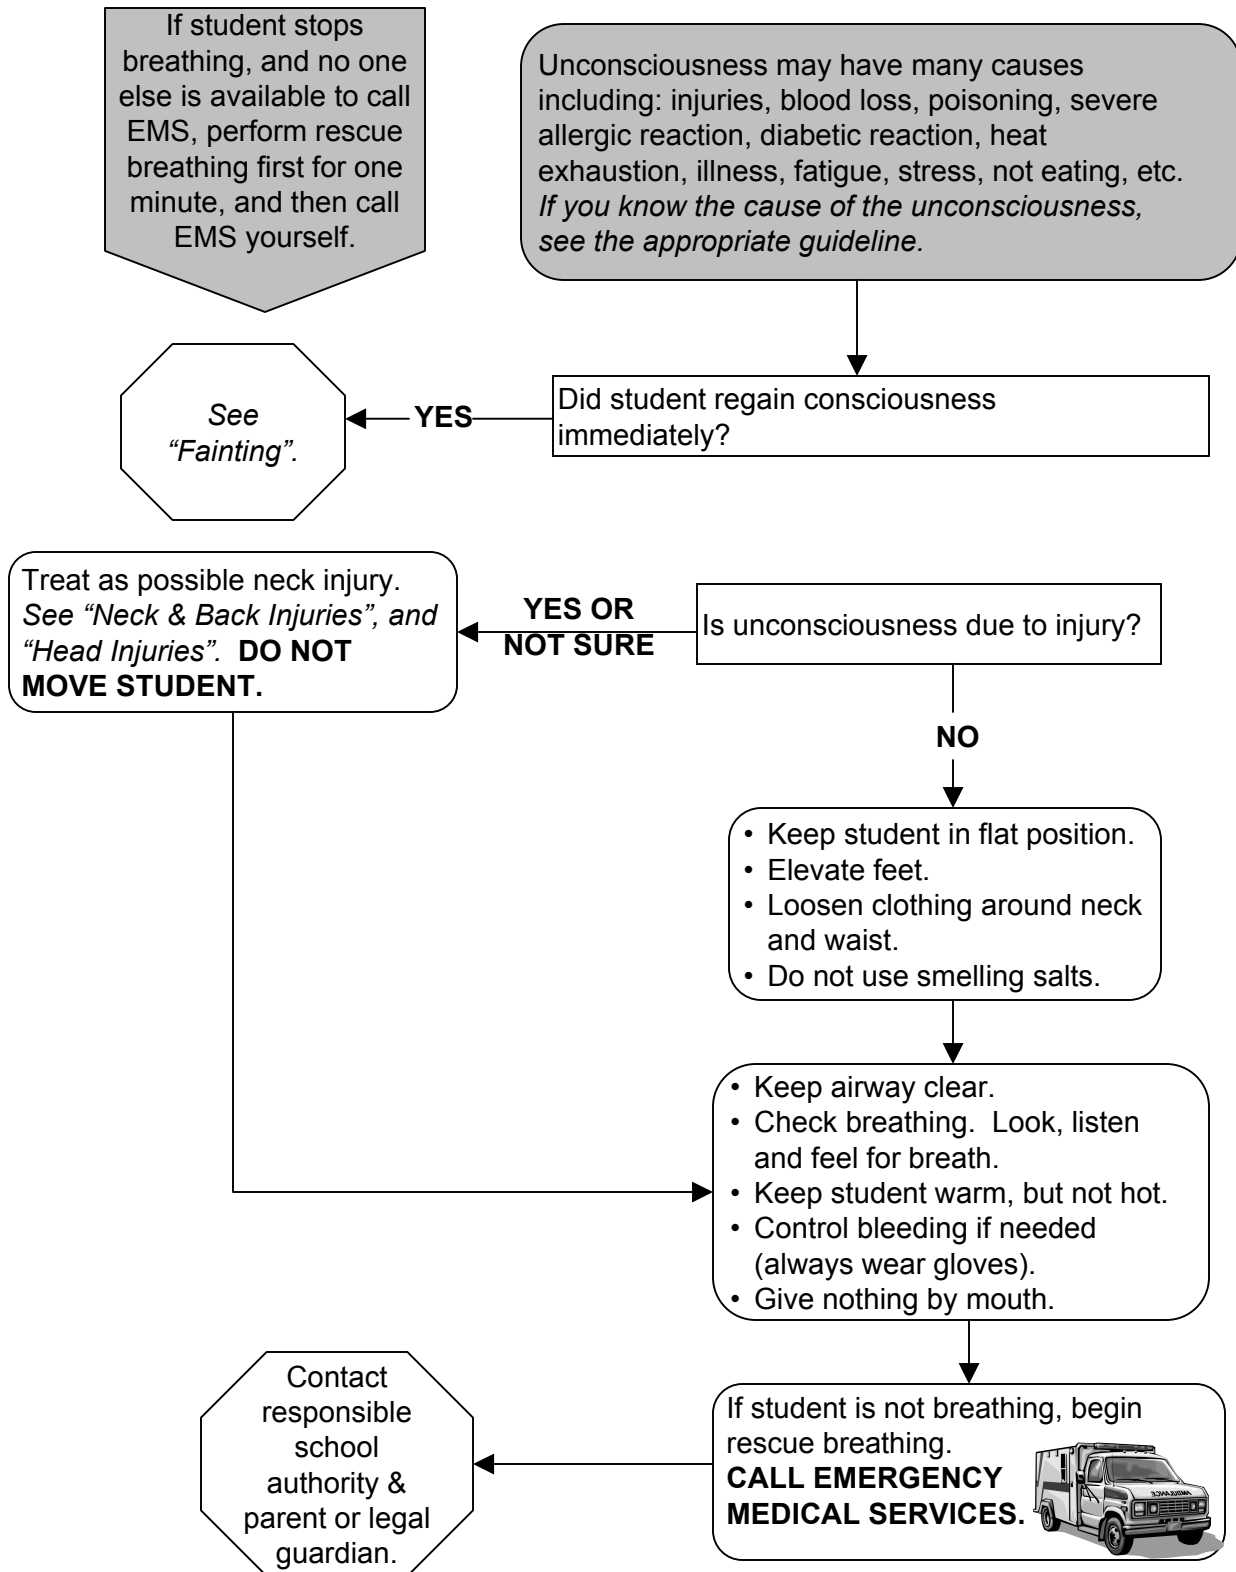 If student stops
breathing, and no one
else is available to call
EMS, perform rescue
breathing first for one
minute, and then call
EMS yourself.
Unconsciousness may have many causes
including: injuries, blood loss, poisoning, severe
allergic reaction, diabetic reaction, heat
exhaustion, illness, fatigue, stress, not eating, etc.
If you know the cause of the unconsciousness,
see the appropriate guideline.
Did student regain consciousness
immediately?
YES
See
“Fainting”.
Is unconsciousness due to injury?
YES OR
NOT SURE
Treat as possible neck injury.
See “Neck & Back Injuries”, and
“Head Injuries”. DO NOT
MOVE STUDENT.
NO
• Keep student in flat position.
• Elevate feet.
• Loosen clothing around neck
and waist.
• Do not use smelling salts.
• Keep airway clear.
• Check breathing. Look, listen
and feel for breath.
• Keep student warm, but not hot.
• Control bleeding if needed
(always wear gloves).
• Give nothing by mouth.
If student is not breathing, begin
rescue breathing.
CALL EMERGENCY
MEDICAL SERVICES.
AMBULANCE
Contact
responsible
school
authority &
parent or legal
guardian.